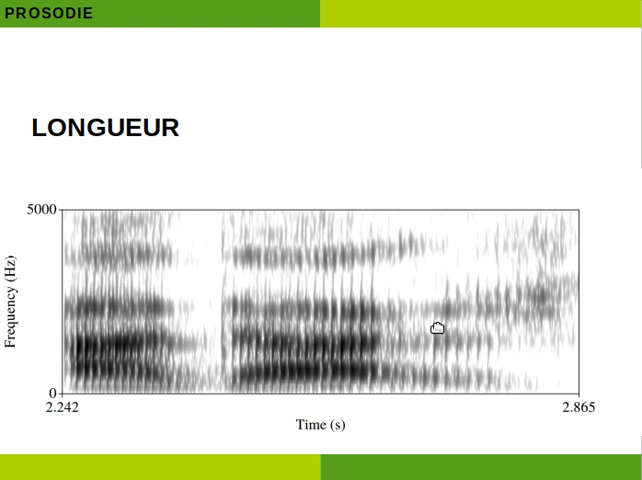 PROSODIE
LONGUEUR
5000
Frequency (Hz)
0
2.242
2.865
Time (s)